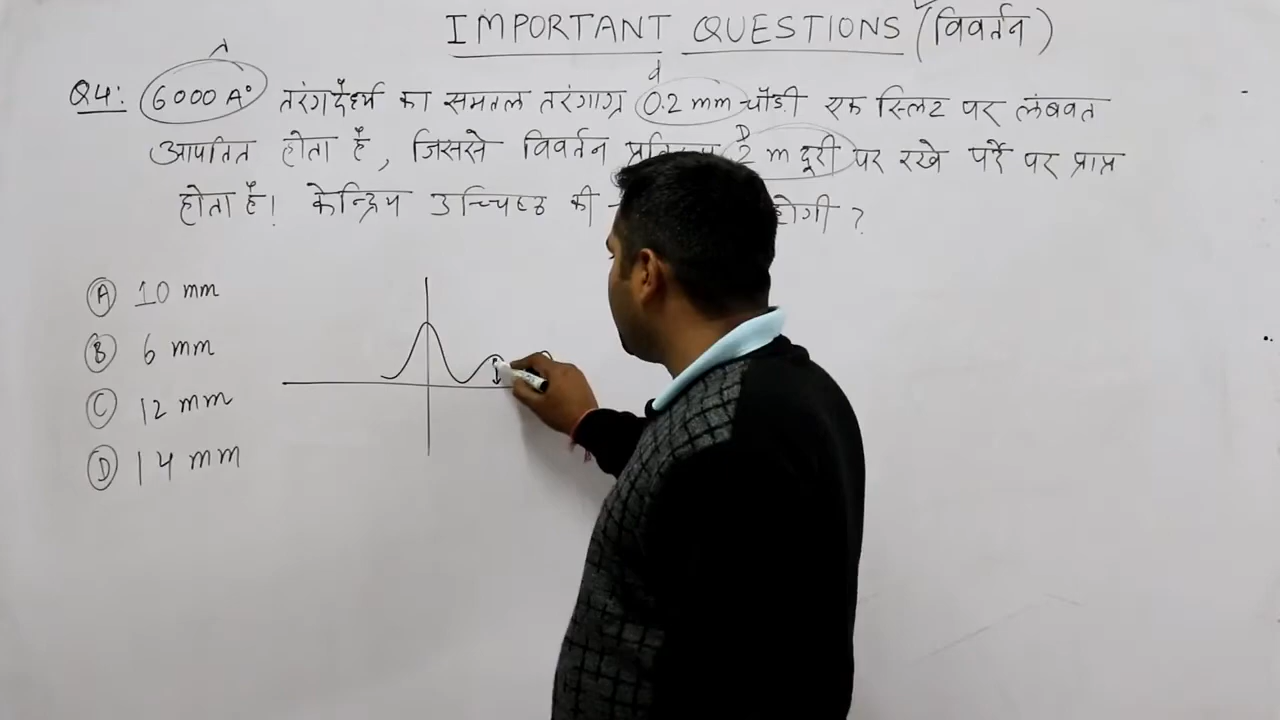 IMPORTANT QUESTIONS (विवर्तन)
λ
d
Q4: 6000 A° तरंगदैर्ध्य का समतल तरंगाग्र 0.2 mm चौडी एक स्लिट पर लंबवत
D
आपतित होता है, जिससे विवर्तन 2 m दूरी पर रखे पर्दे पर प्राप्त
होता है। केन्द्रिय उच्चिष्ठ की होगी ?
Ⓐ 10 mm
Ⓑ 6 mm
Ⓒ 12 mm
Ⓓ 14 mm